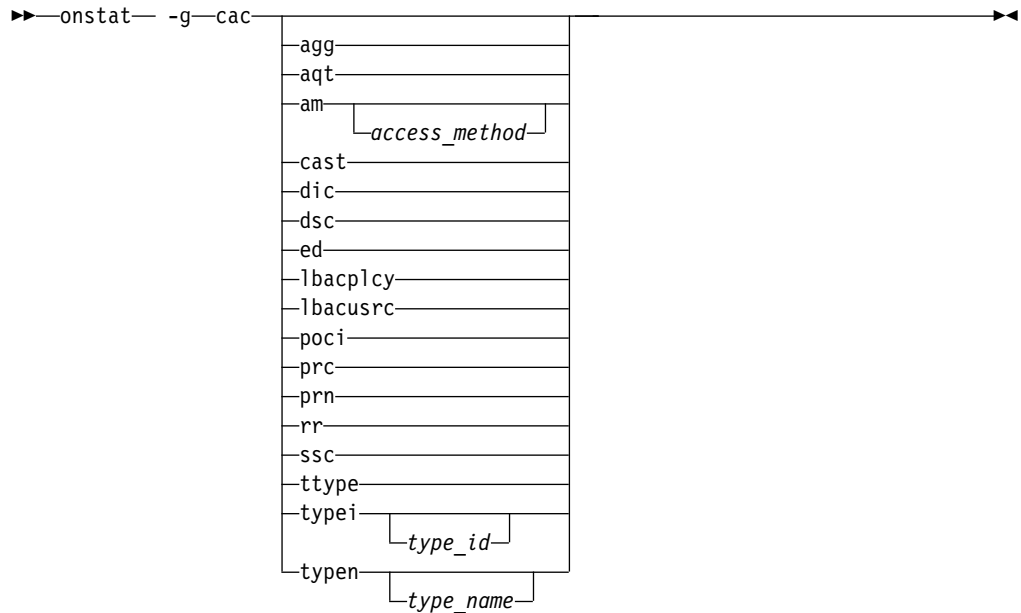 onstat -g cac
agg
aqt
am
access_method
cast
dic
dsc
ed
lbacplcy
lbacusrc
poci
prc
prn
rr
ssc
ttype
typei
type_id
typen
type_name